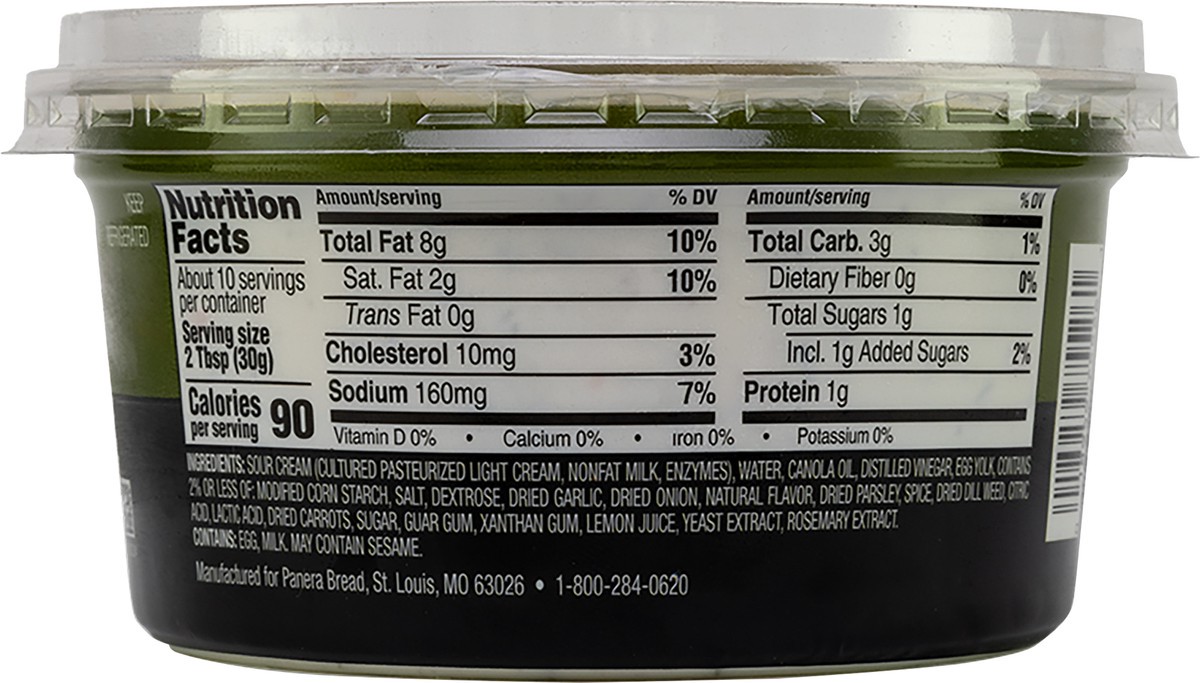 KEEP
REFRIGERATED
Nutrition
Facts
About 10 servings
per container
Serving size
2 Tbsp (30g)
Calories
per serving 90
Amount/serving % DV
Total Fat 8g 10%
Sat. Fat 2g 10%
Trans Fat 0g
Cholesterol 10mg 3%
Sodium 160mg 7%
Amount/serving % DV
Total Carb. 3g 1%
Dietary Fiber 0g 0%
Total Sugars 1g
Incl. 1g Added Sugars 2%
Protein 1g
Vitamin D 0% • Calcium 0% • Iron 0% • Potassium 0%
INGREDIENTS: SOUR CREAM (CULTURED PASTEURIZED LIGHT CREAM, NONFAT MILK, ENZYMES), WATER, CANOLA OIL, DISTILLED VINEGAR, EGG YOLK, CONTAINS
2% OR LESS OF: MODIFIED CORN STARCH, SALT, DEXTROSE, DRIED GARLIC, DRIED ONION, NATURAL FLAVOR, DRIED PARSLEY, SPICE, DRIED DILL WEED, CITRIC
ACID, LACTIC ACID, DRIED CARROTS, SUGAR, GUAR GUM, XANTHAN GUM, LEMON JUICE, YEAST EXTRACT, ROSEMARY EXTRACT.
CONTAINS: EGG, MILK. MAY CONTAIN SESAME.
Manufactured for Panera Bread, St. Louis, MO 63026 • 1-800-284-0620